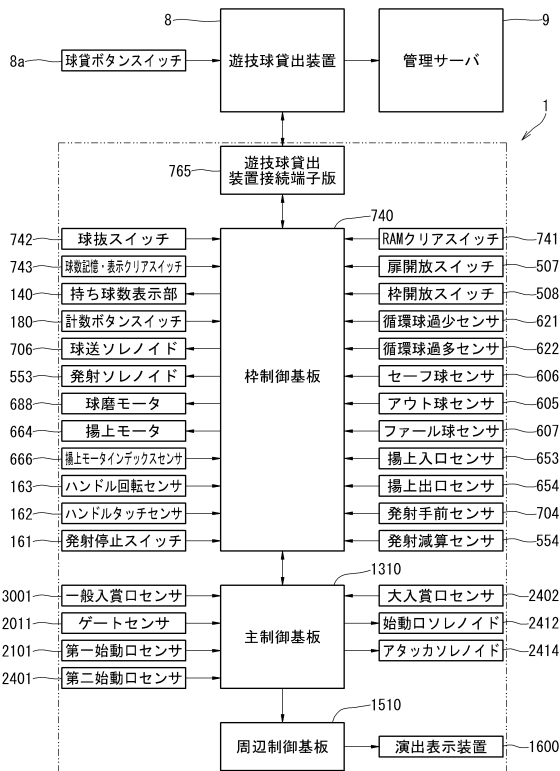 8
9
8a
球貸ボタンスイッチ
遊技球貸出装置
管理サーバ
1
765
遊技球貸出
装置接続端子版
740
742
球抜スイッチ
RAMクリアスイッチ
741
743
球数記憶・表示クリアスイッチ
扉開放スイッチ
507
140
持ち球数表示部
枠開放スイッチ
508
180
計数ボタンスイッチ
循環球過少センサ
621
706
球送ソレノイド
循環球過多センサ
622
553
発射ソレノイド
枠制御基板
セーフ球センサ
606
688
球磨モータ
アウト球センサ
605
664
揚上モータ
ファール球センサ
607
666
揚上モータインデックスセンサ
揚上入口センサ
653
163
ハンドル回転センサ
揚上出口センサ
654
162
ハンドルタッチセンサ
発射手前センサ
704
161
発射停止スイッチ
発射減算センサ
554
1310
3001
一般入賞口センサ
大入賞口センサ
2402
2011
ゲートセンサ
主制御基板
始動口ソレノイド
2412
2101
第一始動口センサ
アタッカソレノイド
2414
2401
第二始動口センサ
1510
周辺制御基板
演出表示装置
1600